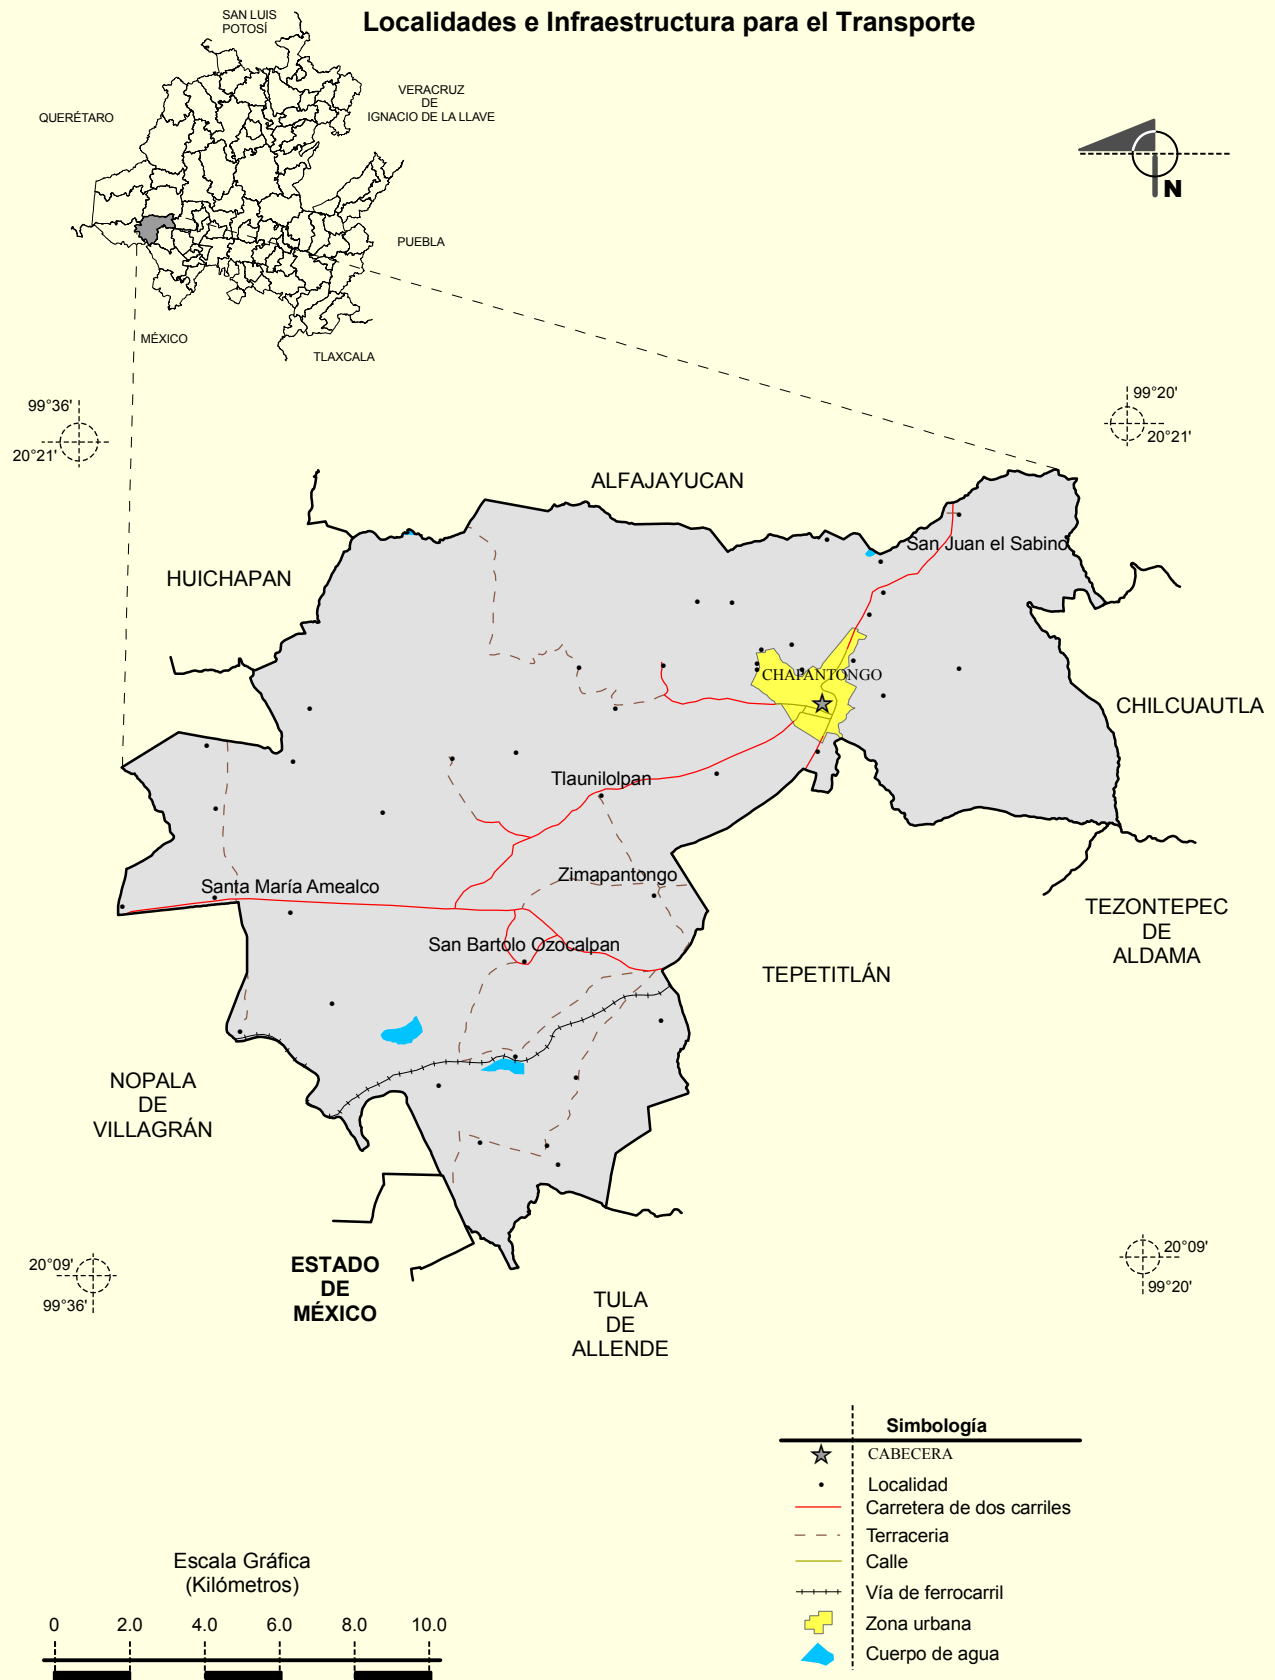 Localidades e Infraestructura para el Transporte
SAN LUIS
POTOSÍ
VERACRUZ
DE
IGNACIO DE LA LLAVE
QUERÉTARO
PUEBLA
MÉXICO
TLAXCALA
N
99°36'
20°21'
99°20'
20°21'
ALFAJAYUCAN
HUICHAPAN
San Juan el Sabino
CHAPANTONGO
CHILCUAUTLA
Tlaunilolpan
Zimapantongo
Santa María Amealco
San Bartolo Ozocalpan
TEZONTEPEC
DE
ALDAMA
TEPETITLÁN
NOPALA
DE
VILLAGRÁN
ESTADO
DE
MÉXICO
TULA
DE
ALLENDE
20°09'
99°36'
20°09'
99°20'
Simbología
CABECERA
Localidad
Carretera de dos carriles
Terraceria
Calle
Vía de ferrocarril
Zona urbana
Cuerpo de agua
Escala Gráfica
(Kilómetros)
0 2.0 4.0 6.0 8.0 10.0